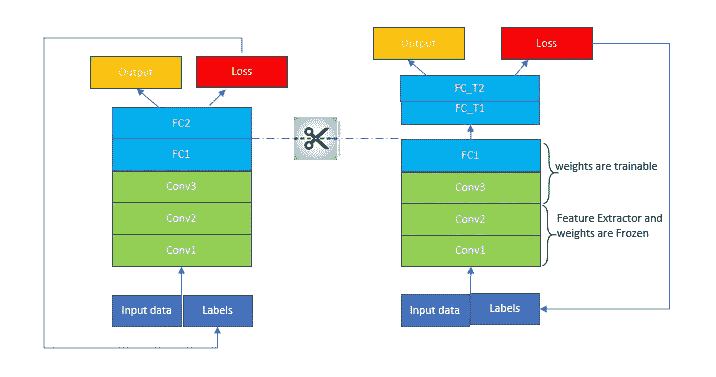 Output
Loss
FC2
FC1
Conv3
Conv2
Conv1
Input data
Labels
Output
Loss
FC_T2
FC_T1
FC1
Conv3
Conv2
Conv1
weights are trainable
Feature Extractor and
weights are Frozen
Input data
Labels